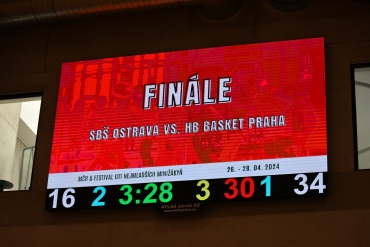 FINÁLE
SBŠ OSTRAVA VS. HB BASKET PRAHA
MČR & FESTIVAL U11 NEJMLADŠÍCH MINIŽÁKYŇ 26. - 28. 04. 2024
16 2 3:28 3 30 1 34